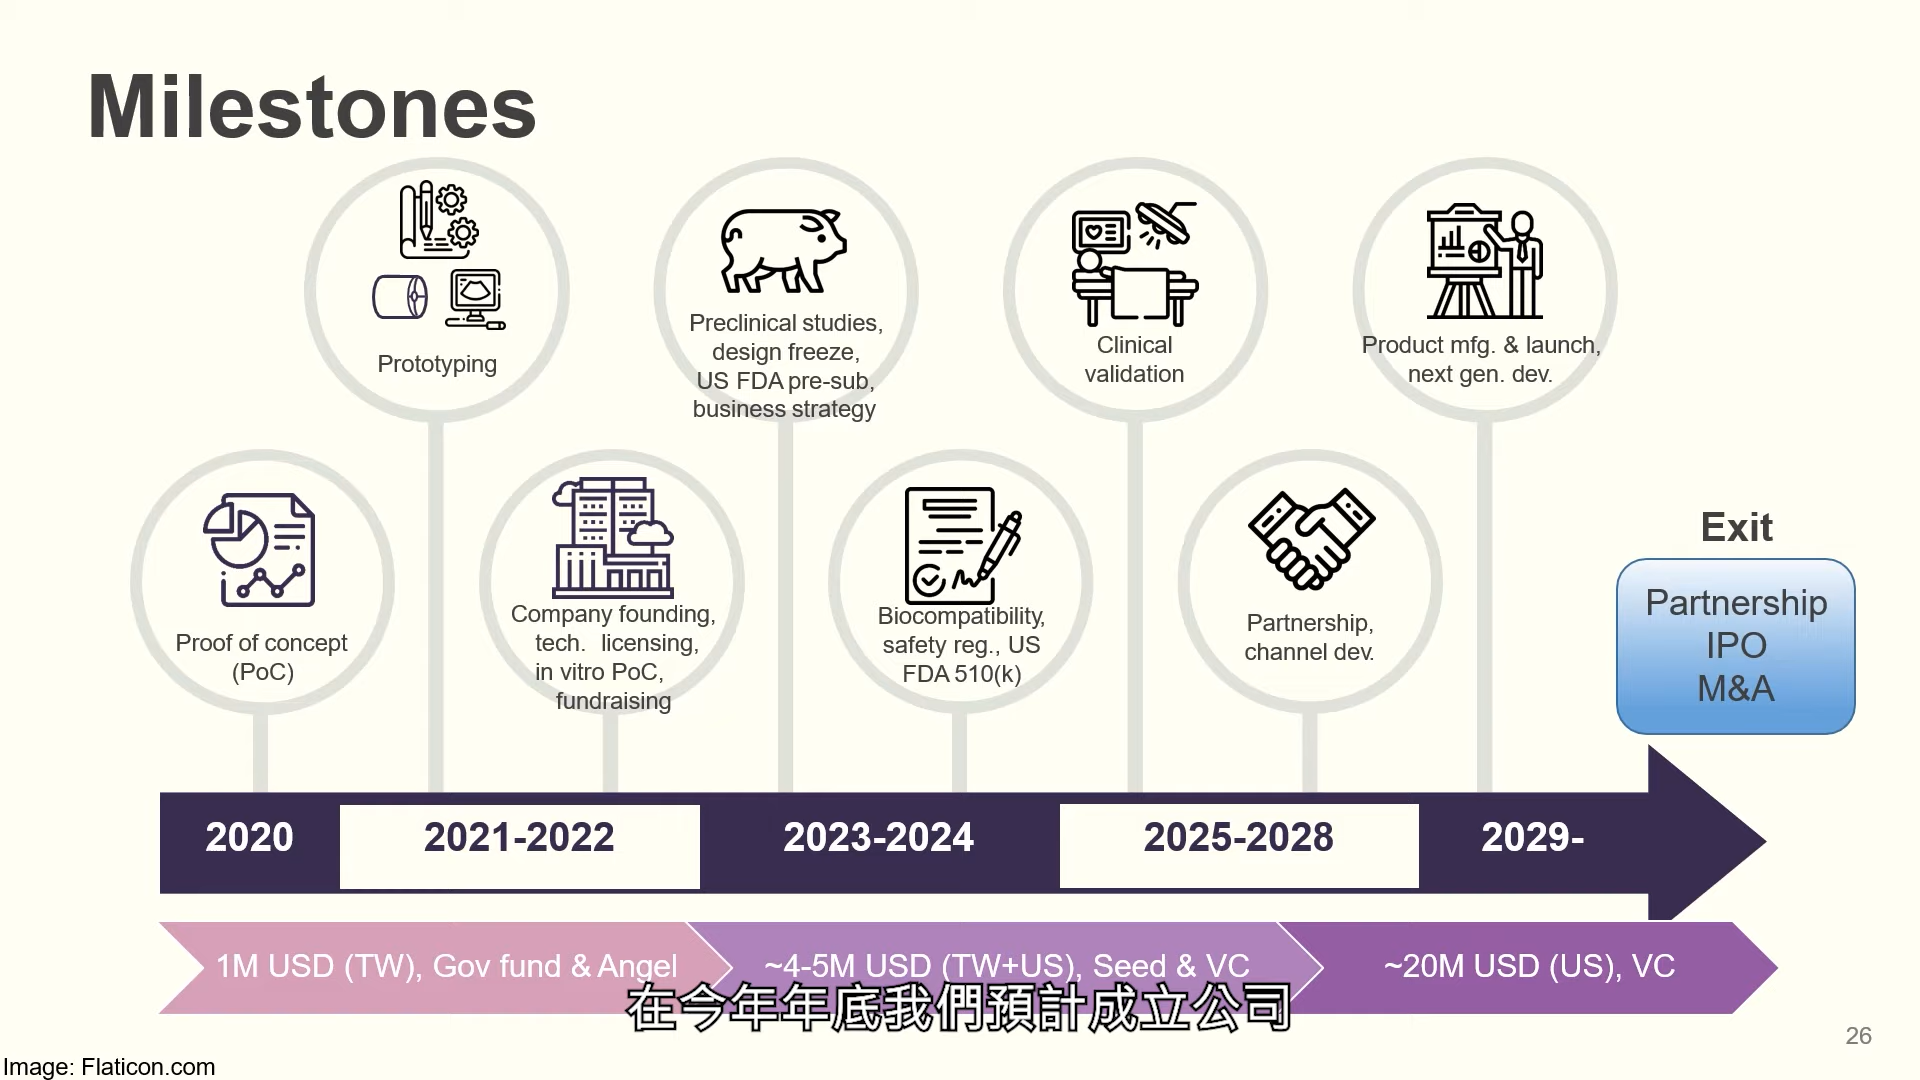 Milestones
Prototyping
Preclinical studies,
design freeze,
US FDA pre-sub,
business strategy
Clinical
validation
Product mfg. & launch,
next gen. dev.
Proof of concept
(PoC)
Company founding,
tech. licensing,
in vitro PoC,
fundraising
Biocompatibility,
safety reg., US
FDA 510(k)
Partnership,
channel dev.
Exit
Partnership
IPO
M&A
2020
2021-2022
2023-2024
2025-2028
2029-
1M USD (TW), Gov fund & Angel
~4-5M USD (TW+US), Seed & VC
~20M USD (US), VC
在今年年底我們預計成立公司
26
Image: Flaticon.com